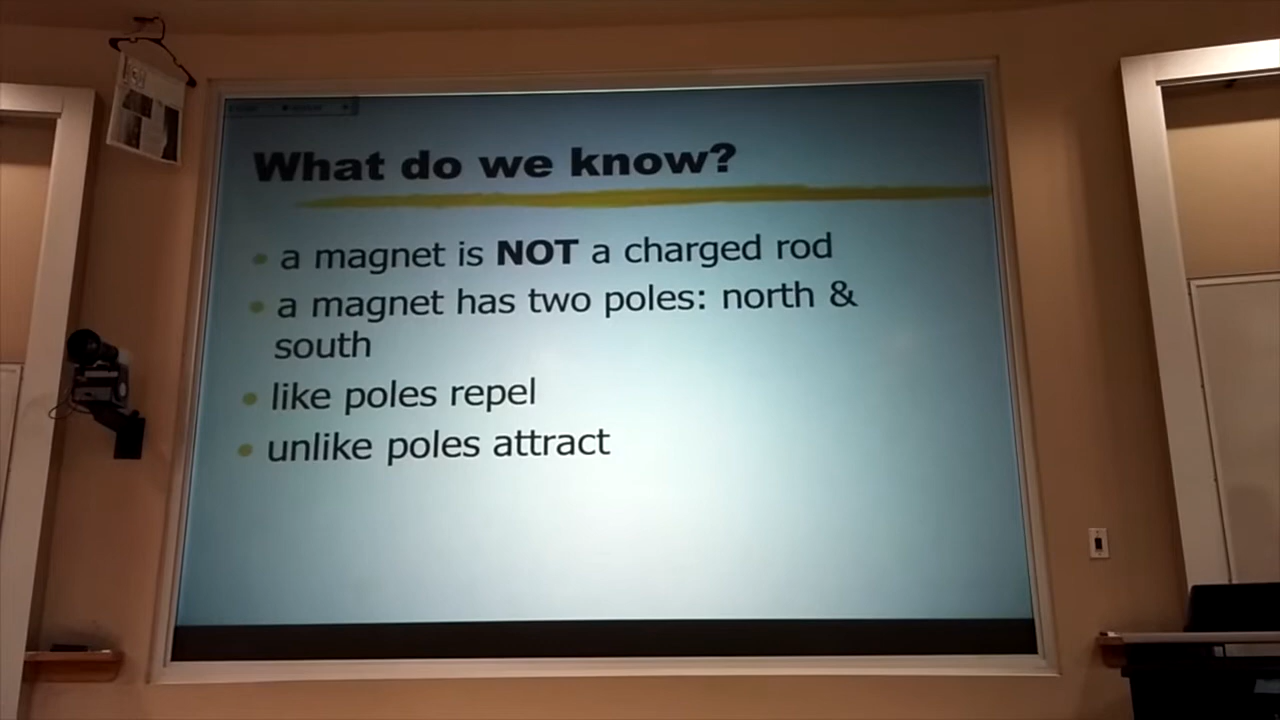 What do we know?
a magnet is NOT a charged rod
a magnet has two poles: north &
south
like poles repel
unlike poles attract